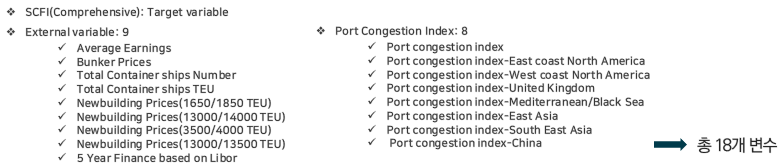 ❖ SCFI(Comprehensive): Target variable
❖ External variable: 9
✓ Average Earnings
✓ Bunker Prices
✓ Total Container ships Number
✓ Total Container ships TEU
✓ Newbuilding Prices(1650/1850 TEU)
✓ Newbuilding Prices(13000/14000 TEU)
✓ Newbuilding Prices(3500/4000 TEU)
✓ Newbuilding Prices(13000/13500 TEU)
✓ 5 Year Finance based on Libor
❖ Port Congestion Index: 8
✓ Port congestion index
✓ Port congestion index-East coast North America
✓ Port congestion index-West coast North America
✓ Port congestion index-United Kingdom
✓ Port congestion index-Mediterranean/Black Sea
✓ Port congestion index-East Asia
✓ Port congestion index-South East Asia
✓ Port congestion index-China
총 18개 변수